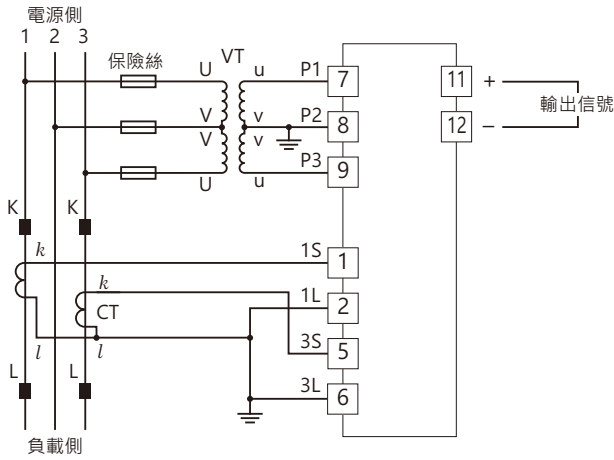 電源側
1 2 3
保險絲
VT
U u P1 7
11 +
輸出信號
V P2 8
12 –
V v
v
P3 9
U u
K K
k 1S 1
k 1L 2
CT
l l 3S 5
L L 3L 6
負載側